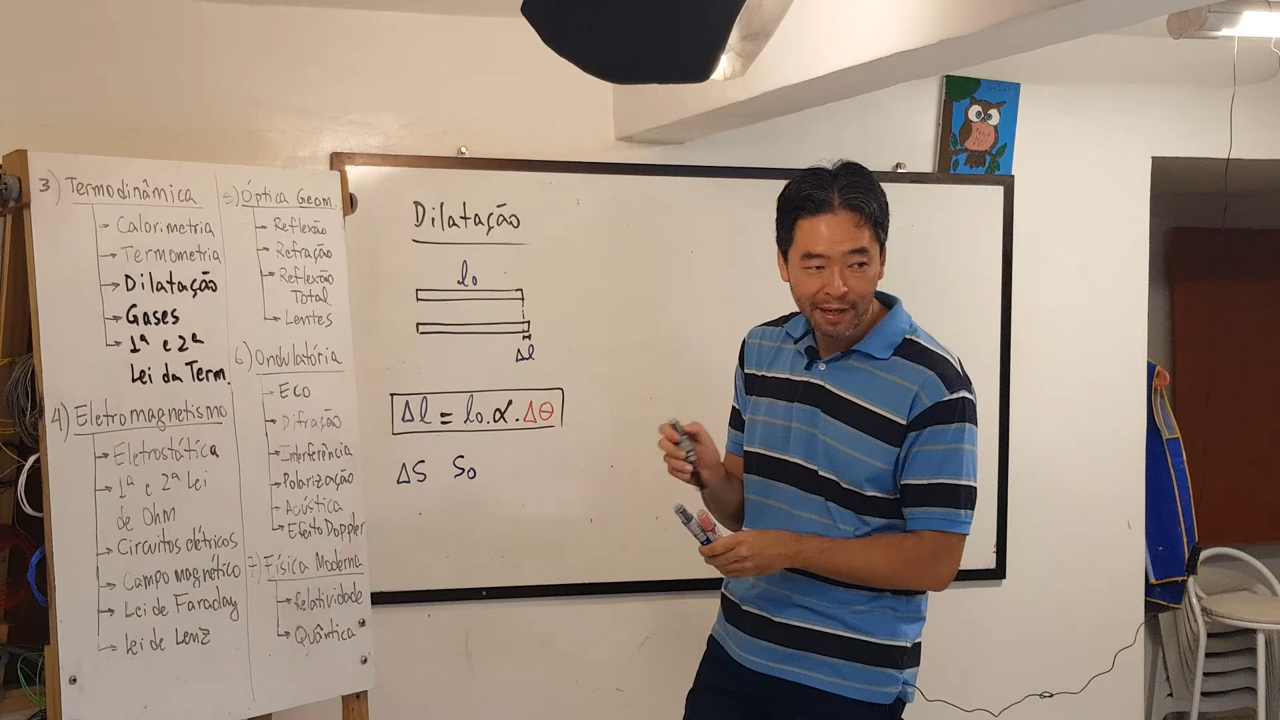 3) Termodinâmica
Calorimetria
Termometria
Dilatação
Gases
1ª e 2ª
Lei da Term.
4) Eletromagnetismo
Eletrostática
1ª e 2ª Lei
de Ohm
Circuitos elétricos
Campo magnético
Lei de Faraday
Lei de Lenz
5) Óptica Geom.
Reflexão
Refração
Reflexão
Total
Lentes
6) Ondulatória
Eco
Difração
Interferência
Polarização
Acústica
Efeito Doppler
7) Física Moderna
Relatividade
Quântica
Dilatação
l₀
Δl
Δl = l₀.α.Δθ
ΔS S₀